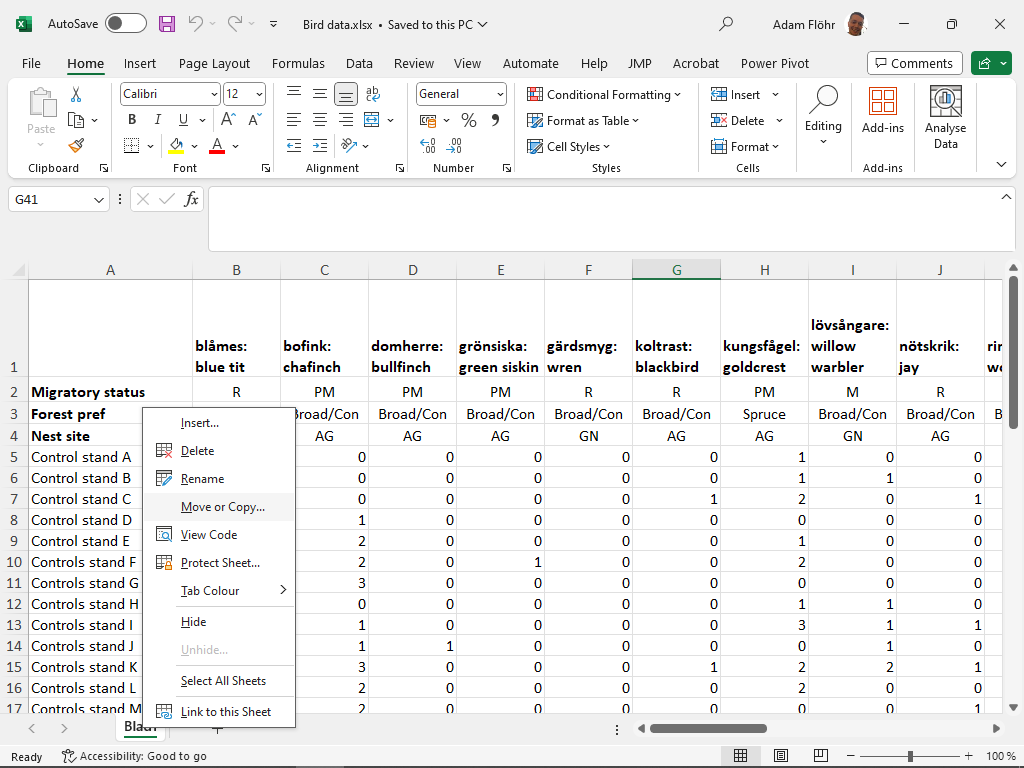 AutoSave
Bird data.xlsx • Saved to this PC
Adam Flöhr
File Home Insert Page Layout Formulas Data Review View Automate Help JMP Acrobat Power Pivot Comments
Paste
Clipboard
Calibri 12
B I U A A
A
Font
ab
Alignment
General
% 9
Number
Conditional Formatting
Format as Table
Cell Styles
Styles
Insert
Delete
Format
Cells
Editing
Add-ins
Add-ins
Analyse
Data
G41
fx
A B C D E F G H I J
1 blåmes: blue tit bofink: chaffinch domherre: bullfinch grönsiska: green siskin gärdsmyg: wren koltrast: blackbird kungsfågel: goldcrest lövsångare: willow warbler nötskrik: jay
2 Migratory status R PM PM PM R R PM M R
3 Forest pref Broad/Con Broad/Con Broad/Con Broad/Con Broad/Con Spruce Broad/Con Broad/Con
4 Nest site AG AG AG GN AG AG GN AG
5 Control stand A 0 0 0 0 0 1 0 0
6 Control stand B 0 0 0 0 0 1 1 0
7 Control stand C 0 0 0 0 1 2 0 1
8 Control stand D 1 0 0 0 0 0 0 0
9 Control stand E 2 0 0 0 0 1 0 0
10 Controls stand F 2 0 1 0 0 2 0 0
11 Controls stand G 3 0 0 0 0 0 0 0
12 Controls stand H 0 0 0 0 0 1 1 0
13 Controls stand I 1 0 0 0 0 3 1 1
14 Controls stand J 1 1 0 0 0 0 1 0
15 Controls stand K 3 0 0 0 1 2 2 1
16 Controls stand L 2 0 0 0 0 2 0 0
17 Controls stand M 2 0 0 0 0 0 0 1
Insert...
Delete
Rename
Move or Copy...
View Code
Protect Sheet...
Tab Colour
Hide
Unhide...
Select All Sheets
Link to this Sheet
Blad1
Ready Accessibility: Good to go 100 %